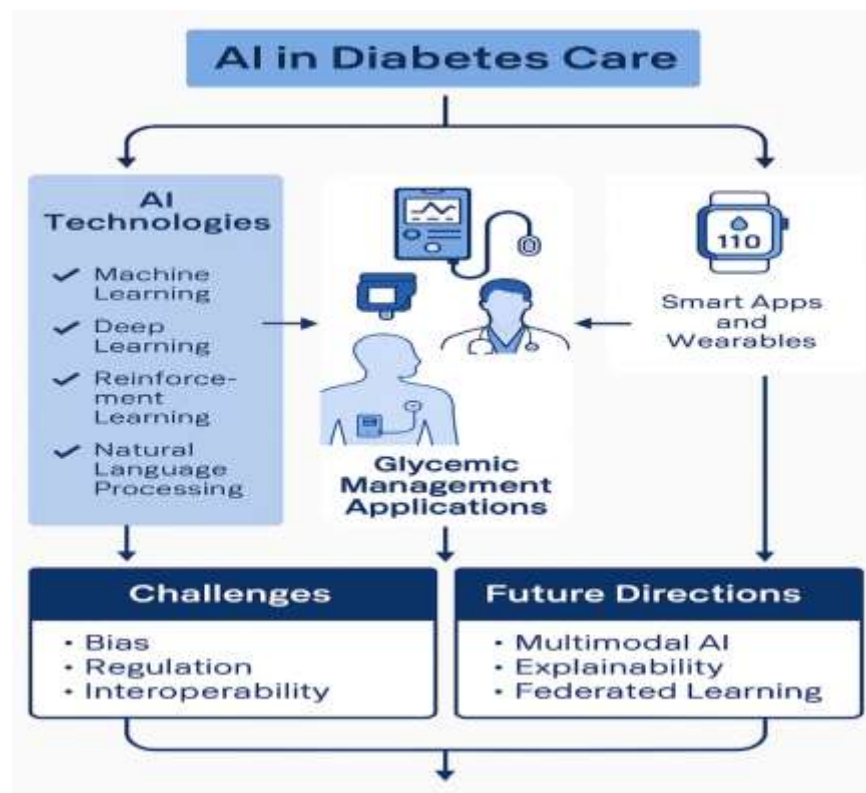 AI in Diabetes Care
AI
Technologies
✓ Machine
Learning
✓ Deep
Learning
✓ Reinforce-
ment
Learning
✓ Natural
Language
Processing
Glycemic
Management
Applications
110
Smart Apps
and
Wearables
Challenges
• Bias
• Regulation
• Interoperability
Future Directions
• Multimodal AI
• Explainability
• Federated Learning